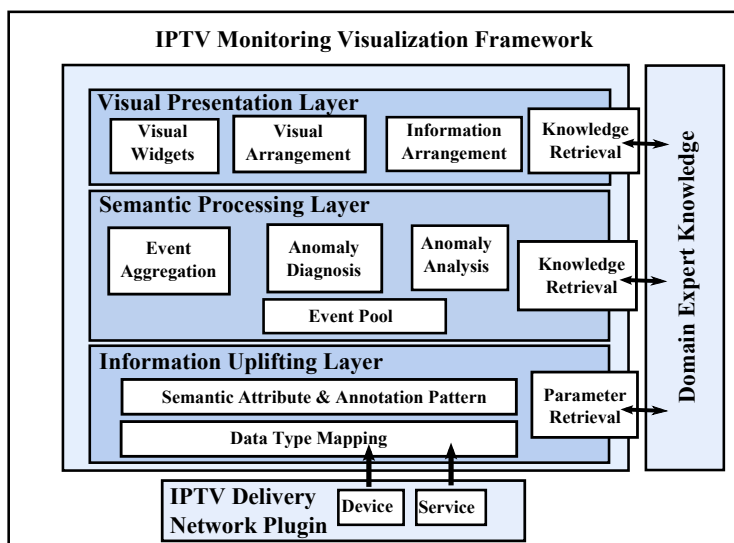 IPTV Monitoring Visualization Framework
Visual Presentation Layer
Visual
Widgets
Visual
Arrangement
Information
Arrangement
Knowledge
Retrieval
Semantic Processing Layer
Event
Aggregation
Anomaly
Diagnosis
Anomaly
Analysis
Knowledge
Retrieval
Event Pool
Information Uplifting Layer
Semantic Attribute & Annotation Pattern
Data Type Mapping
Parameter
Retrieval
Domain Expert Knowledge
IPTV Delivery
Network Plugin
Device
Service